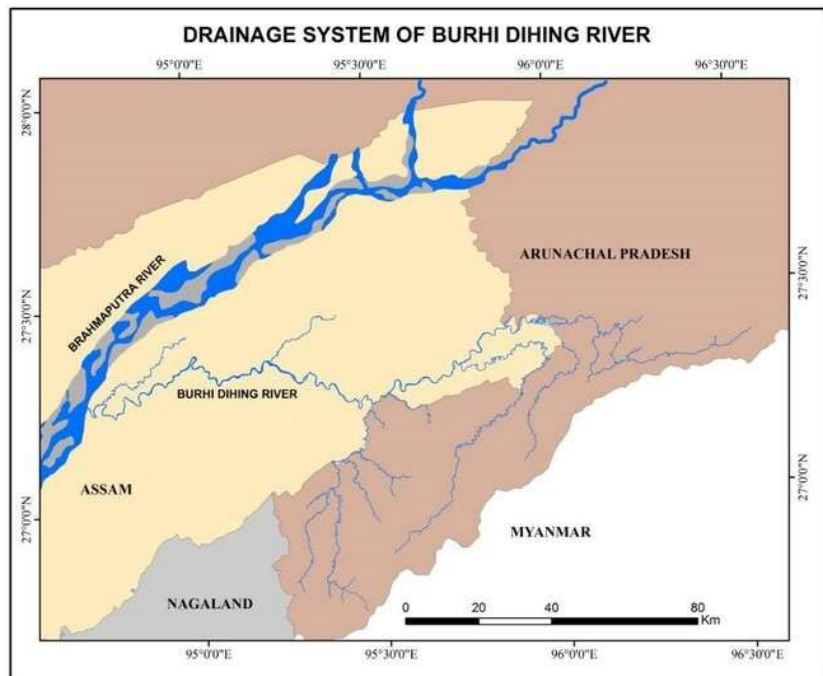 DRAINAGE SYSTEM OF BURHI DIHING RIVER
95°0'0"E 95°30'0"E 96°0'0"E 96°30'0"E
28°0'0"N
27°30'0"N
27°0'0"N
27°30'0"N
27°0'0"N
ARUNACHAL PRADESH
BRAHMAPUTRA RIVER
BURHI DIHING RIVER
ASSAM
MYANMAR
NAGALAND
0 20 40 80
Km
95°0'0"E 95°30'0"E 96°0'0"E 96°30'0"E